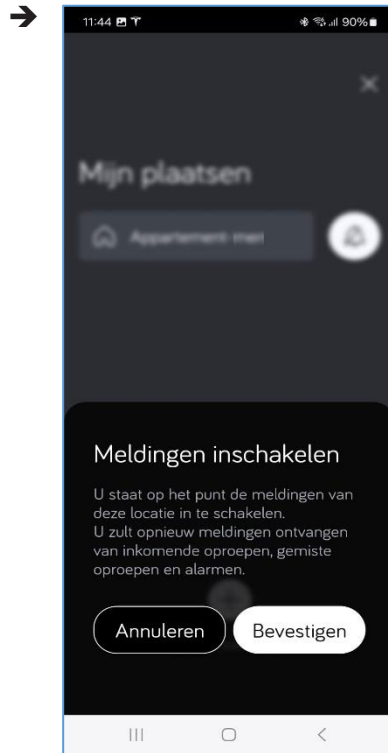 11:44 90%
Mijn plaatsen
Appartement meri
Meldingen inschakelen
U staat op het punt de meldingen van
deze locatie in te schakelen.
U zult opnieuw meldingen ontvangen
van inkomende oproepen, gemiste
oproepen en alarmen.
Annuleren Bevestigen